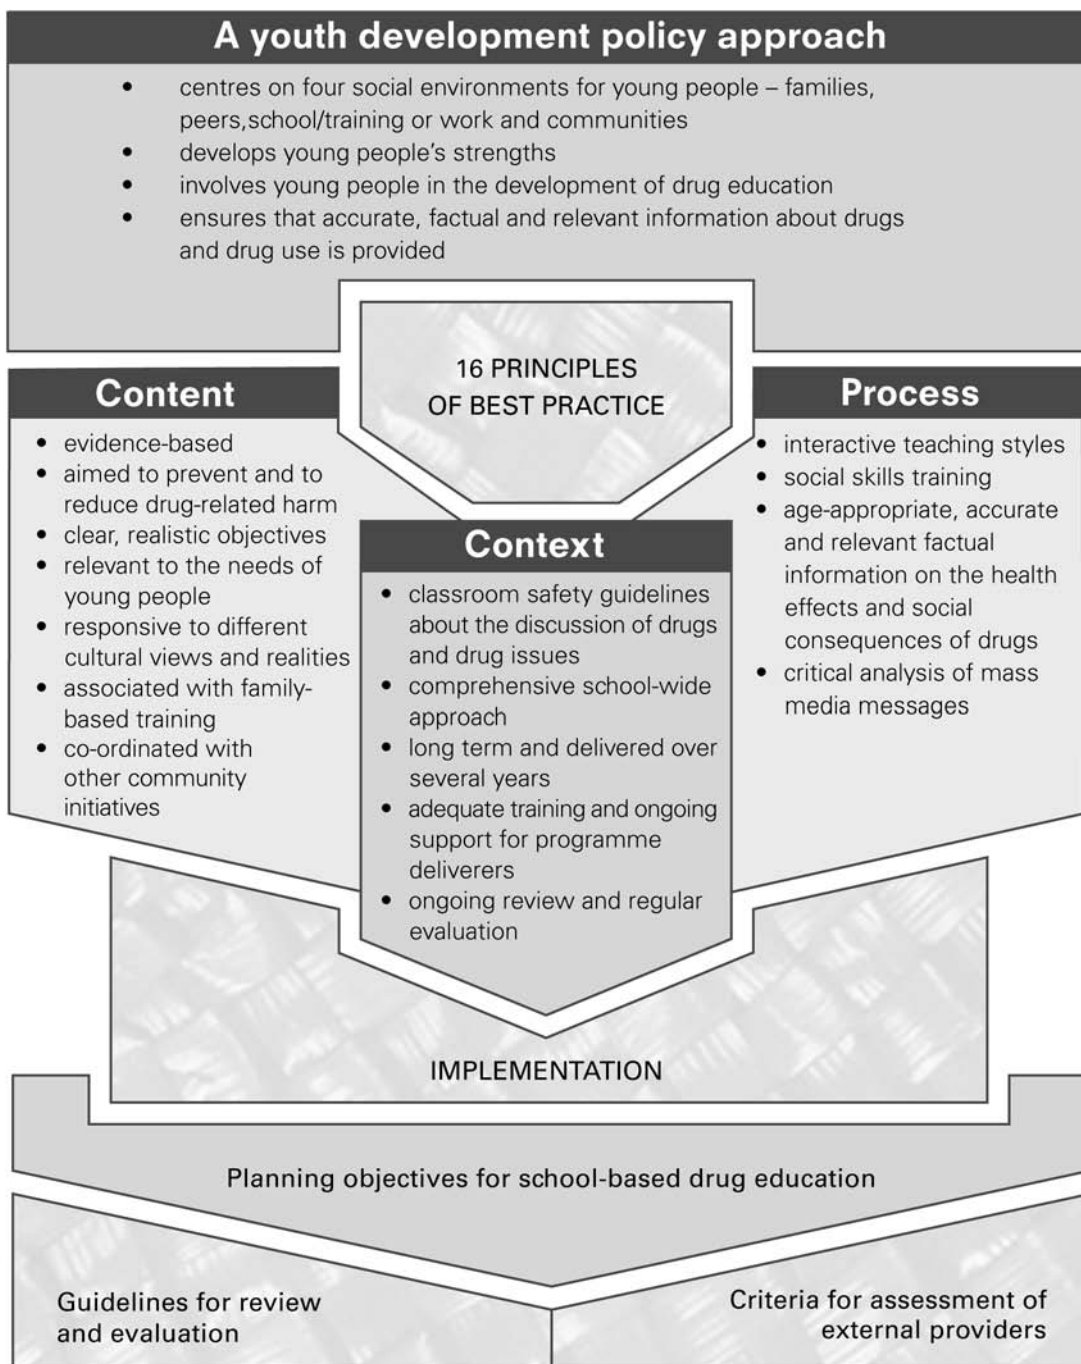 A youth development policy approach
• centres on four social environments for young people – families,
peers,school/training or work and communities
• develops young people's strengths
• involves young people in the development of drug education
• ensures that accurate, factual and relevant information about drugs
and drug use is provided
16 PRINCIPLES
OF BEST PRACTICE
Content
• evidence-based
• aimed to prevent and to
reduce drug-related harm
• clear, realistic objectives
• relevant to the needs of
young people
• responsive to different
cultural views and realities
• associated with family-
based training
• co-ordinated with
other community
initiatives
Context
• classroom safety guidelines
about the discussion of drugs
and drug issues
• comprehensive school-wide
approach
• long term and delivered over
several years
• adequate training and ongoing
support for programme
deliverers
• ongoing review and regular
evaluation
Process
• interactive teaching styles
• social skills training
• age-appropriate, accurate
and relevant factual
information on the health
effects and social
consequences of drugs
• critical analysis of mass
media messages
IMPLEMENTATION
Planning objectives for school-based drug education
Guidelines for review
and evaluation
Criteria for assessment of
external providers